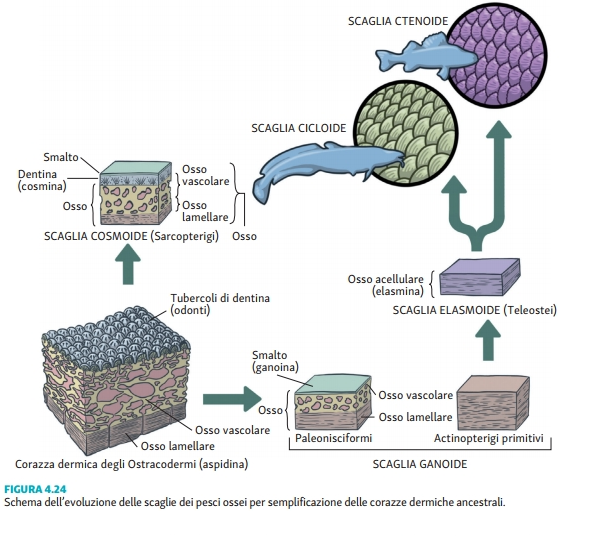 SCAGLIA CTENOIDE
SCAGLIA CICLOIDE
Smalto
Dentina
(cosmina)
Osso
Osso
vascolare
Osso
lamellare
SCAGLIA COSMOIDE (Sarcopterigi)
Osso
Osso acellulare
(elasmina)
SCAGLIA ELASMOIDE (Teleostei)
Tubercoli di dentina
(odonti)
Smalto
(ganoina)
Osso
Osso vascolare
Osso lamellare
Osso vascolare
Osso lamellare
Paleonisciformi
Actinopterigi primitivi
Corazza dermica degli Ostracodermi (aspidina)
SCAGLIA GANOIDE
FIGURA 4.24
Schema dell'evoluzione delle scaglie dei pesci ossei per semplificazione delle corazze dermiche ancestrali.